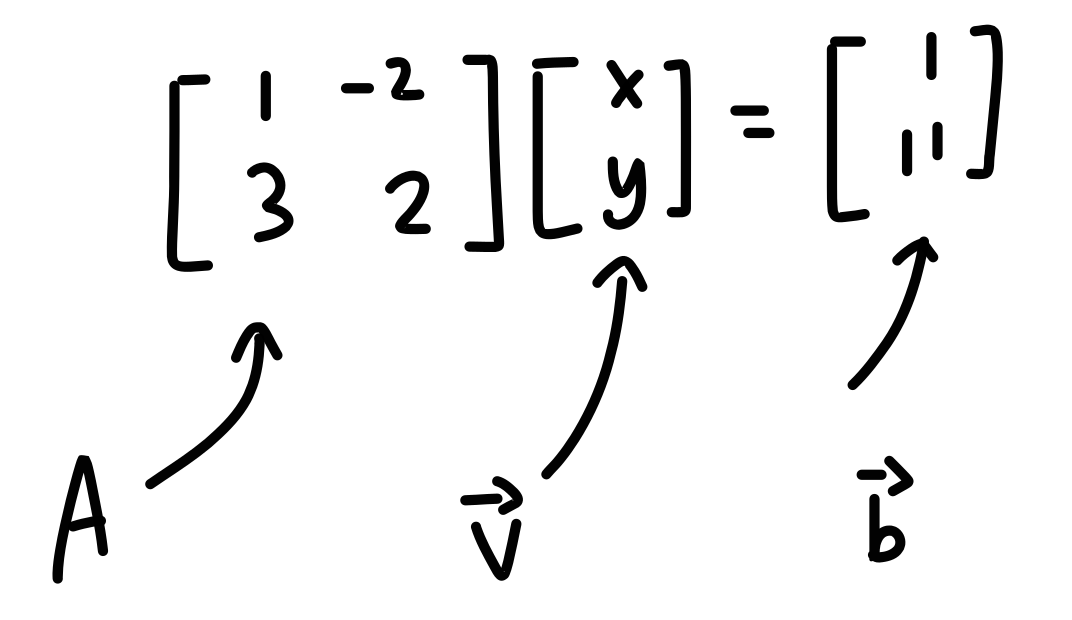 [1 -2] [x] = [1]
[3 2] [y] [11]
A v⃗ b⃗